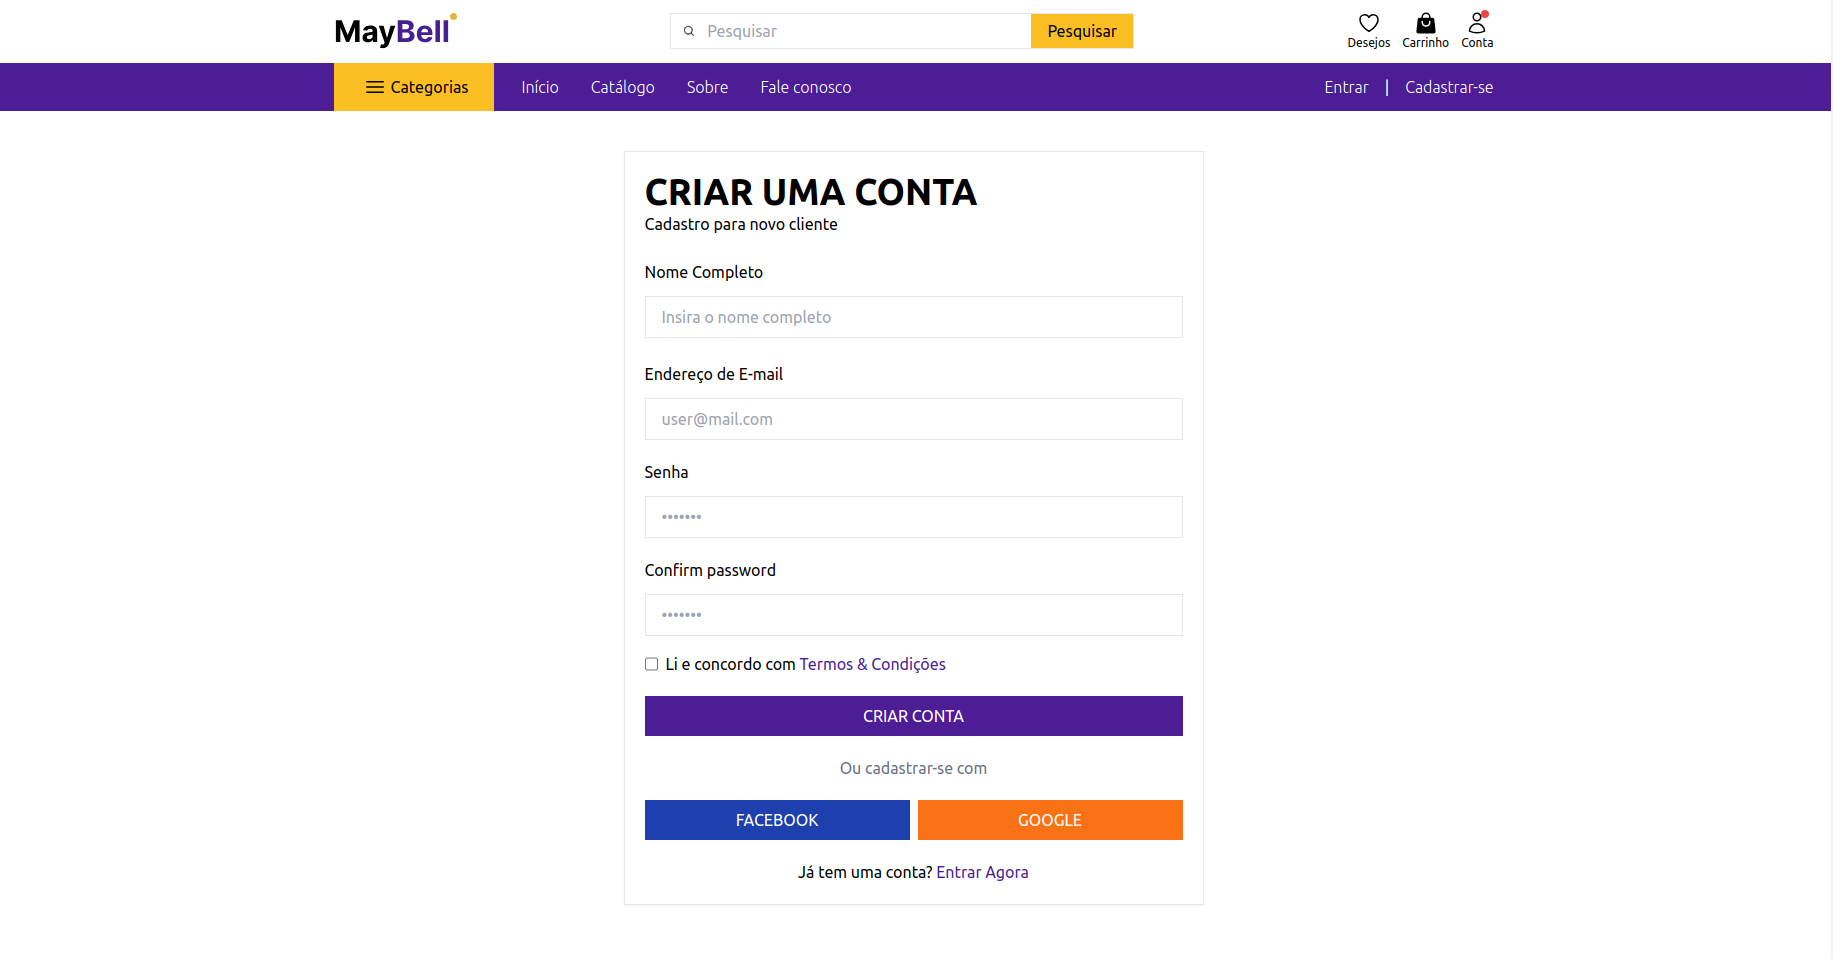 MayBell
Pesquisar
Pesquisar
Desejos
Carrinho
Conta
Categorias
Início
Catálogo
Sobre
Fale conosco
Entrar
|
Cadastrar-se
CRIAR UMA CONTA
Cadastro para novo cliente
Nome Completo
Insira o nome completo
Endereço de E-mail
user@mail.com
Senha
•••••••
Confirm password
•••••••
Li e concordo com Termos & Condições
CRIAR CONTA
Ou cadastrar-se com
FACEBOOK
GOOGLE
Já tem uma conta? Entrar Agora